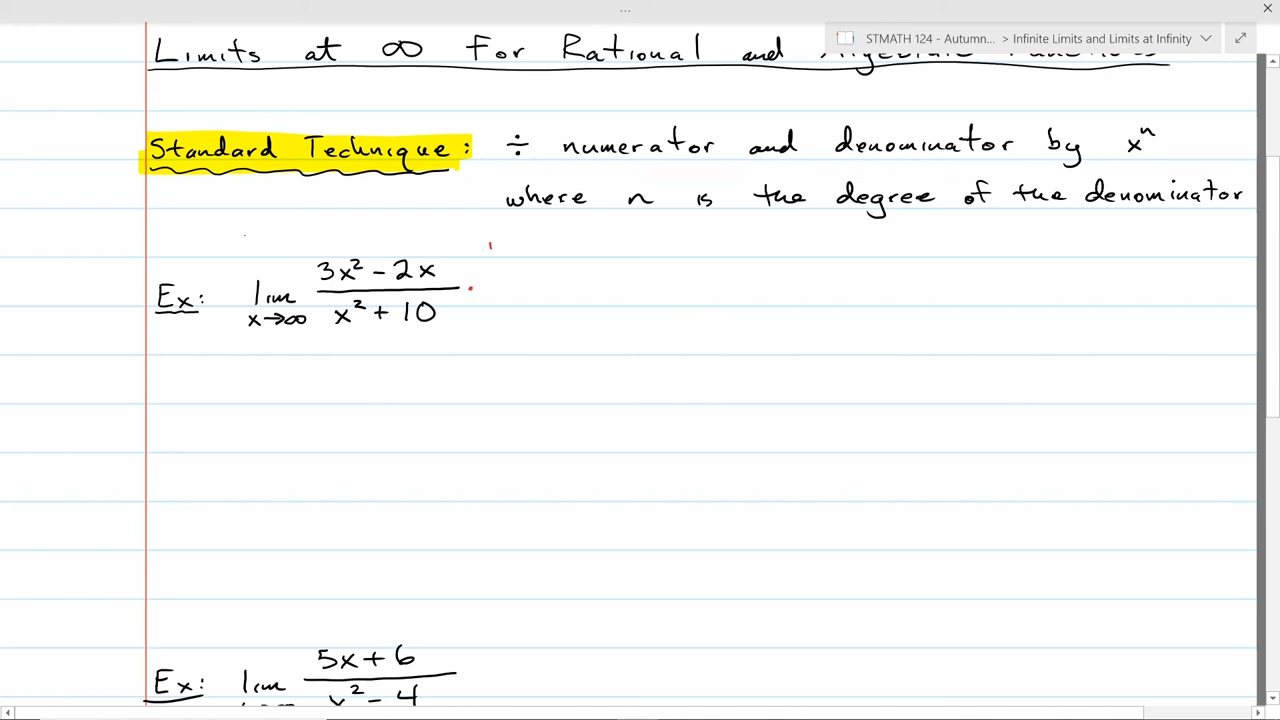 ...
STMATH 124 - Autumn... > Infinite Limits and Limits at Infinity
Limits at ∞ For Rational and
Standard Technique: ÷ numerator and denominator by xⁿ
where n is the degree of the denominator
Ex: lim x→∞ (3x² - 2x)/(x² + 10)
Ex: lim (5x + 6)/(x² - 4)